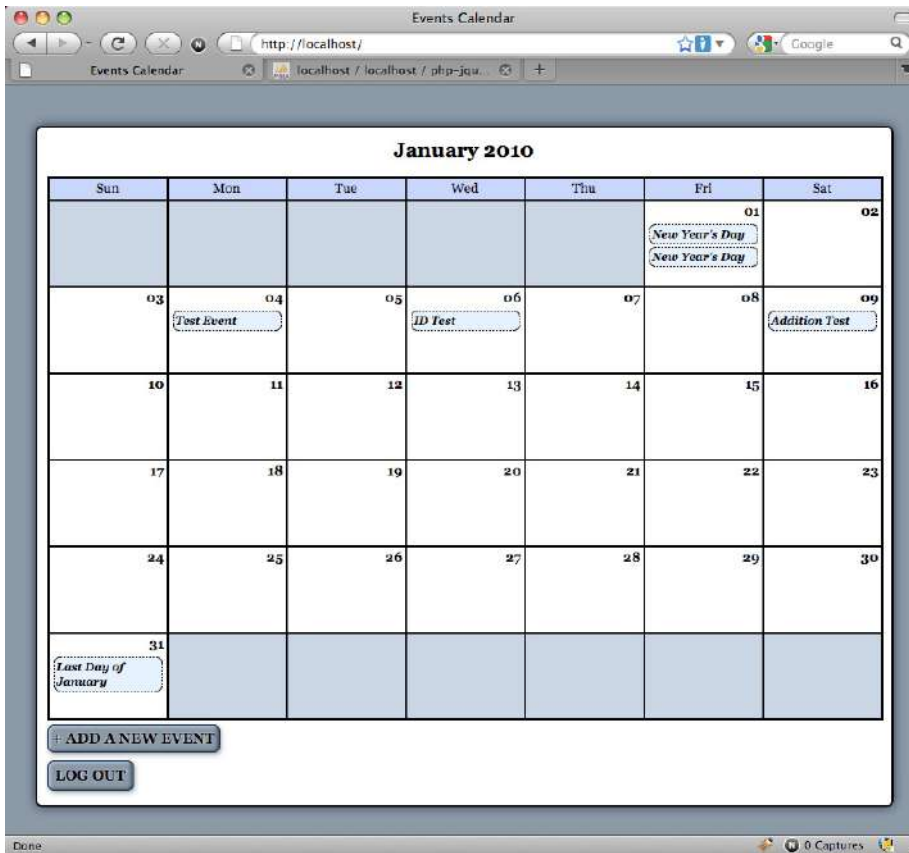 Events Calendar
http://localhost/
Google
Events Calendar
localhost / localhost / php-jqu...
January 2010
Sun Mon Tue Wed Thu Fri Sat
01 02
New Year's Day
New Year's Day
03 04 05 06 07 08 09
Test Event ID Test Addition Test
10 11 12 13 14 15 16
17 18 19 20 21 22 23
24 25 26 27 28 29 30
31
Last Day of
January
+ ADD A NEW EVENT
LOG OUT
Done 0 Captures